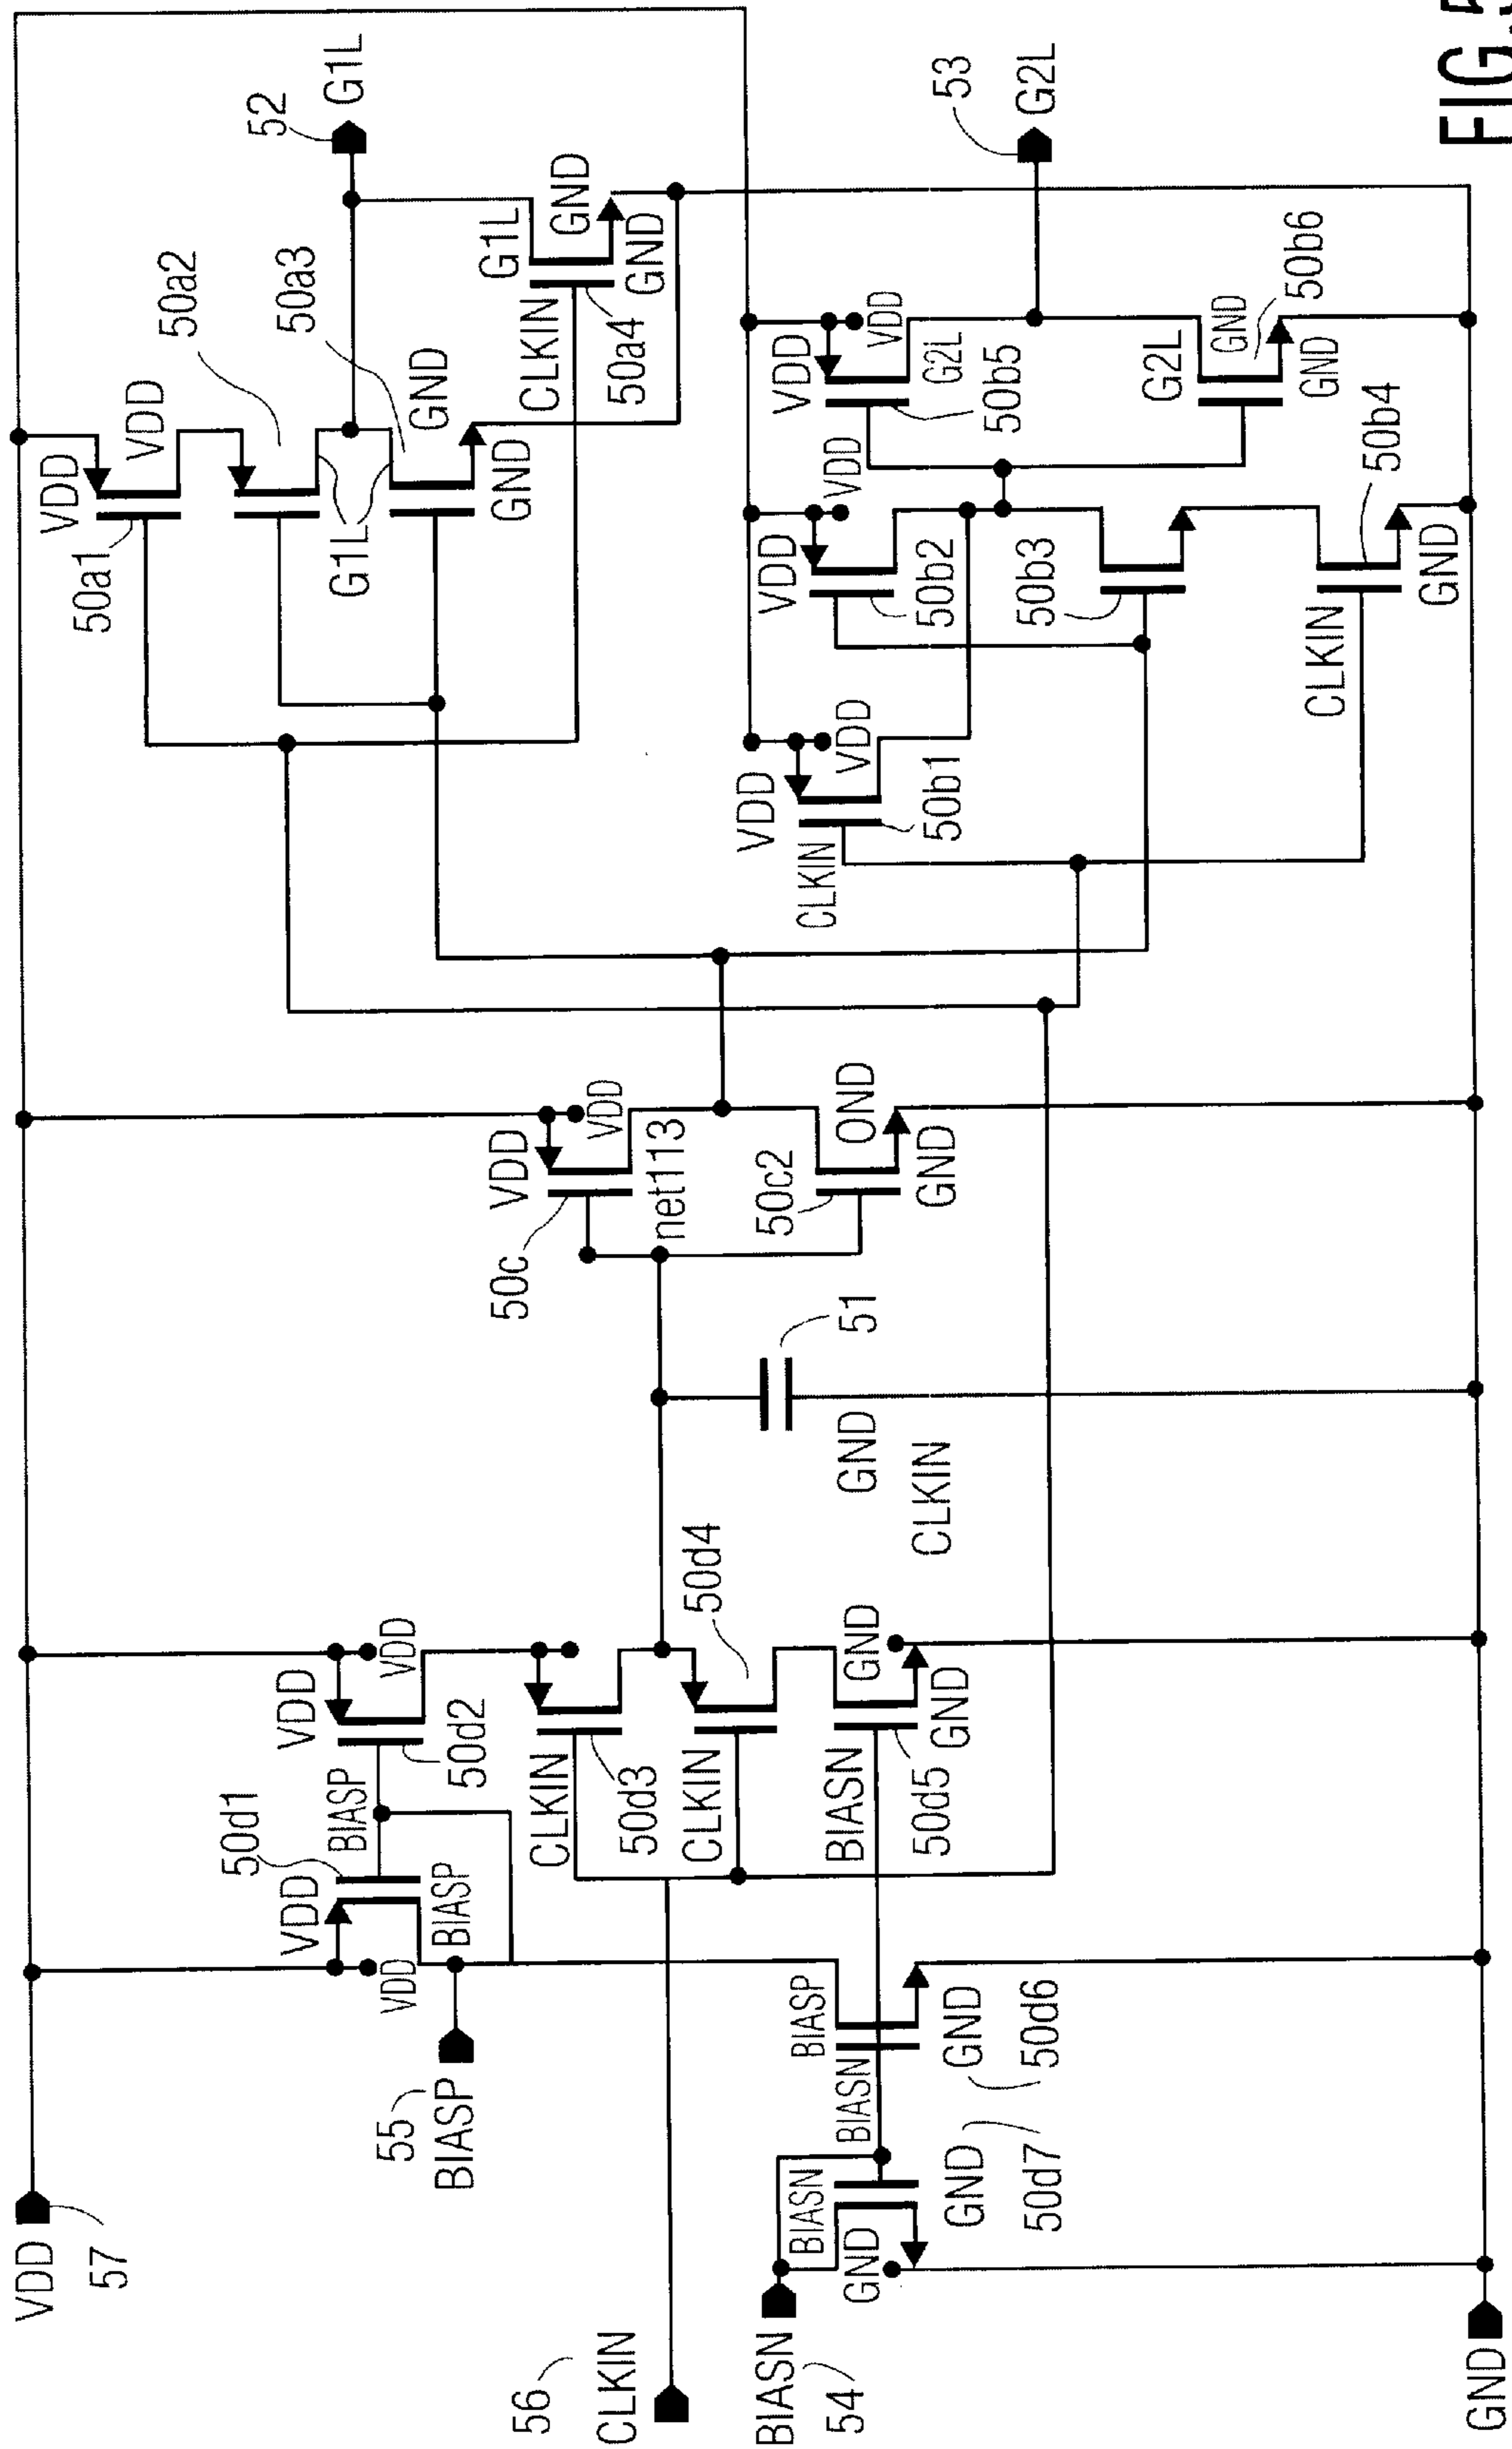 VDD
57
55
BIASP
56
CLKIN
BIASN
54
GND
VDD
50d1
VDD
BIASP
BIASP
VDD
VDD
50d2
CLKIN
50d3
CLKIN
50d4
BIASN
50d5
GND
GND
BIASP
BIASN
GND
50d6
BIASN
GND
GND
50d7
51
GND
CLKIN
50c
VDD
VDD
net113
50c2
OND
GND
VDD
50a1
VDD
50a2
G1L
50a3
GND
GND
52
G1L
G1L
CLKIN
GND
GND
50a4
VDD
VDD
CLKIN
50b1
VDD
VDD
50b2
50b3
CLKIN
50b4
GND
VDD
VDD
G2L
50b5
G2L
GND
GND
50b6
53
G2L
FIG.5